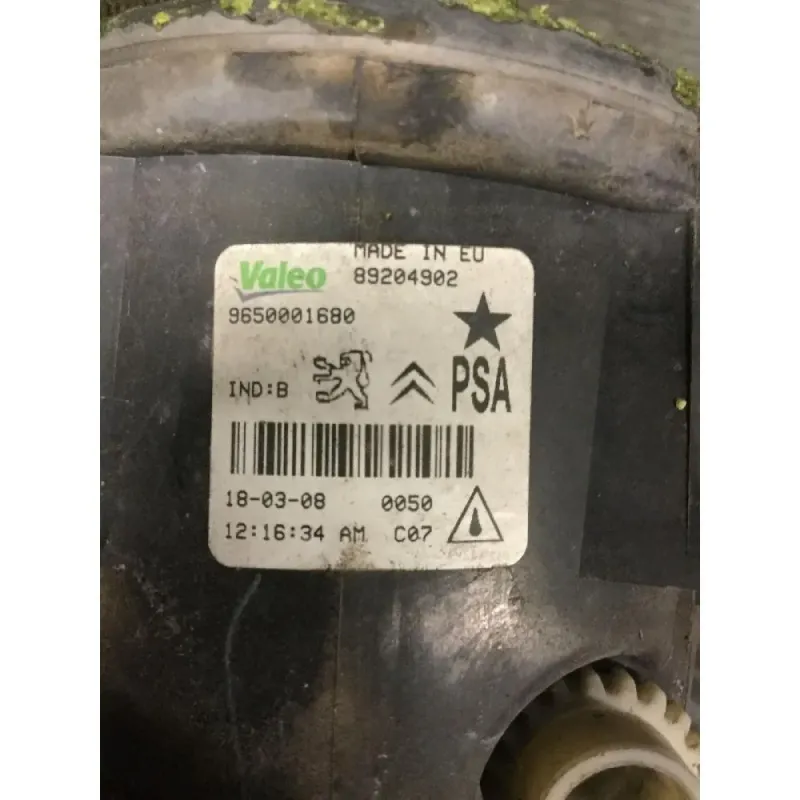 MADE IN EU
Valeo 89204902
9650001680
IND:B PSA
18-03-08 0050
12:16:34 AM C07